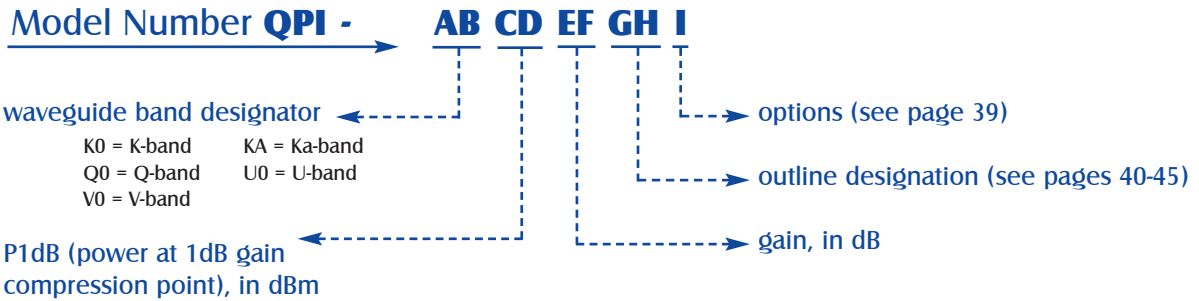 Model Number QPI - AB CD EF GH I
waveguide band designator
K0 = K-band KA = Ka-band
Q0 = Q-band U0 = U-band
V0 = V-band
P1dB (power at 1dB gain
compression point), in dBm
options (see page 39)
outline designation (see pages 40-45)
gain, in dB